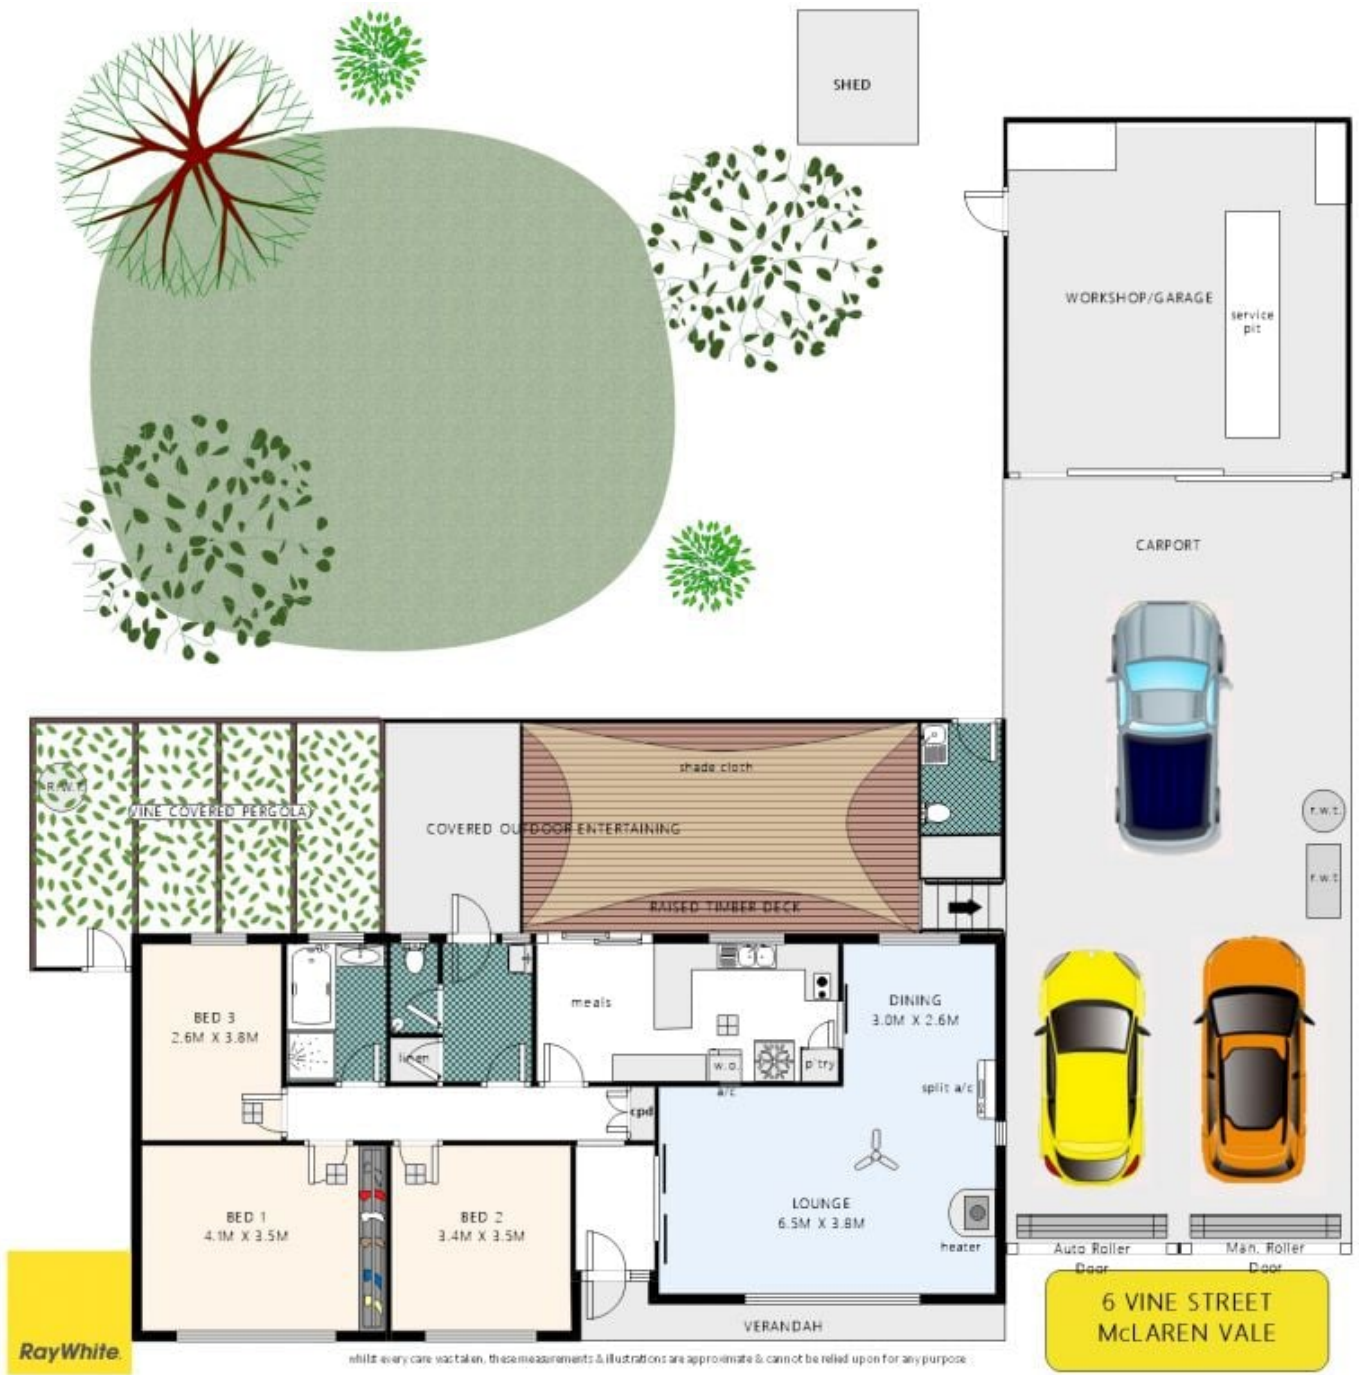 SHED
WORKSHOP/GARAGE
service
pit
CARPORT
shade cloth
R.W.T
VINE COVERED PERGOLA
COVERED OUTDOOR ENTERTAINING
r.w.t.
r.w.t
RAISED TIMBER DECK
meals
DINING
3.0M X 2.6M
BED 3
2.6M X 3.8M
linen
w.o.
p'try
a/c
split a/c
cpd
LOUNGE
6.5M X 3.8M
BED 1
4.1M X 3.5M
BED 2
3.4M X 3.5M
heater
Auto Roller
Door
Man. Roller
Door
VERANDAH
6 VINE STREET
McLAREN VALE
RayWhite.
whilst every care was taken, these measurements & illustrations are approximate & cannot be relied upon for any purpose